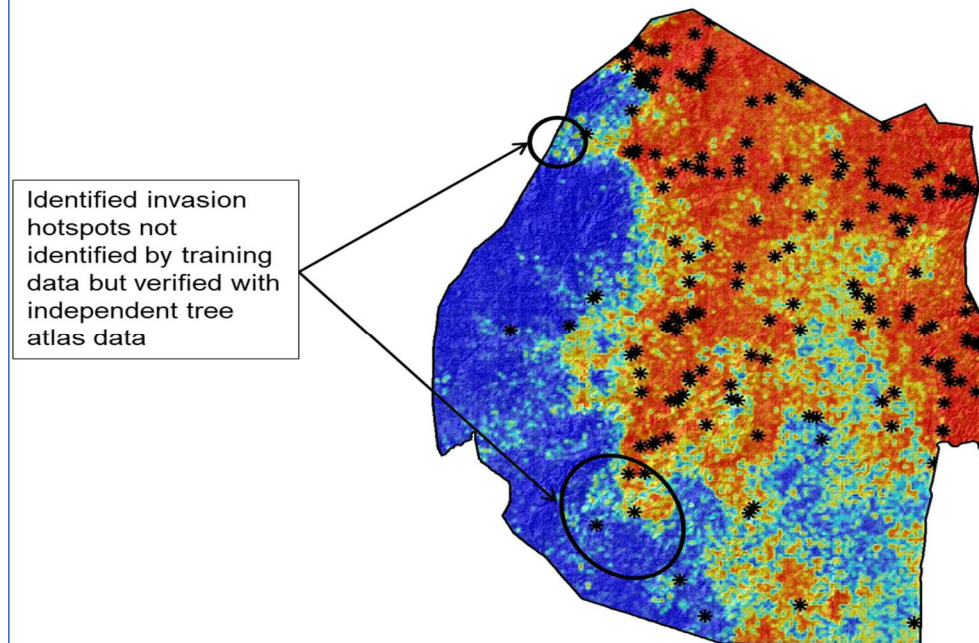 Identified invasion
hotspots not
identified by training
data but verified with
independent tree
atlas data